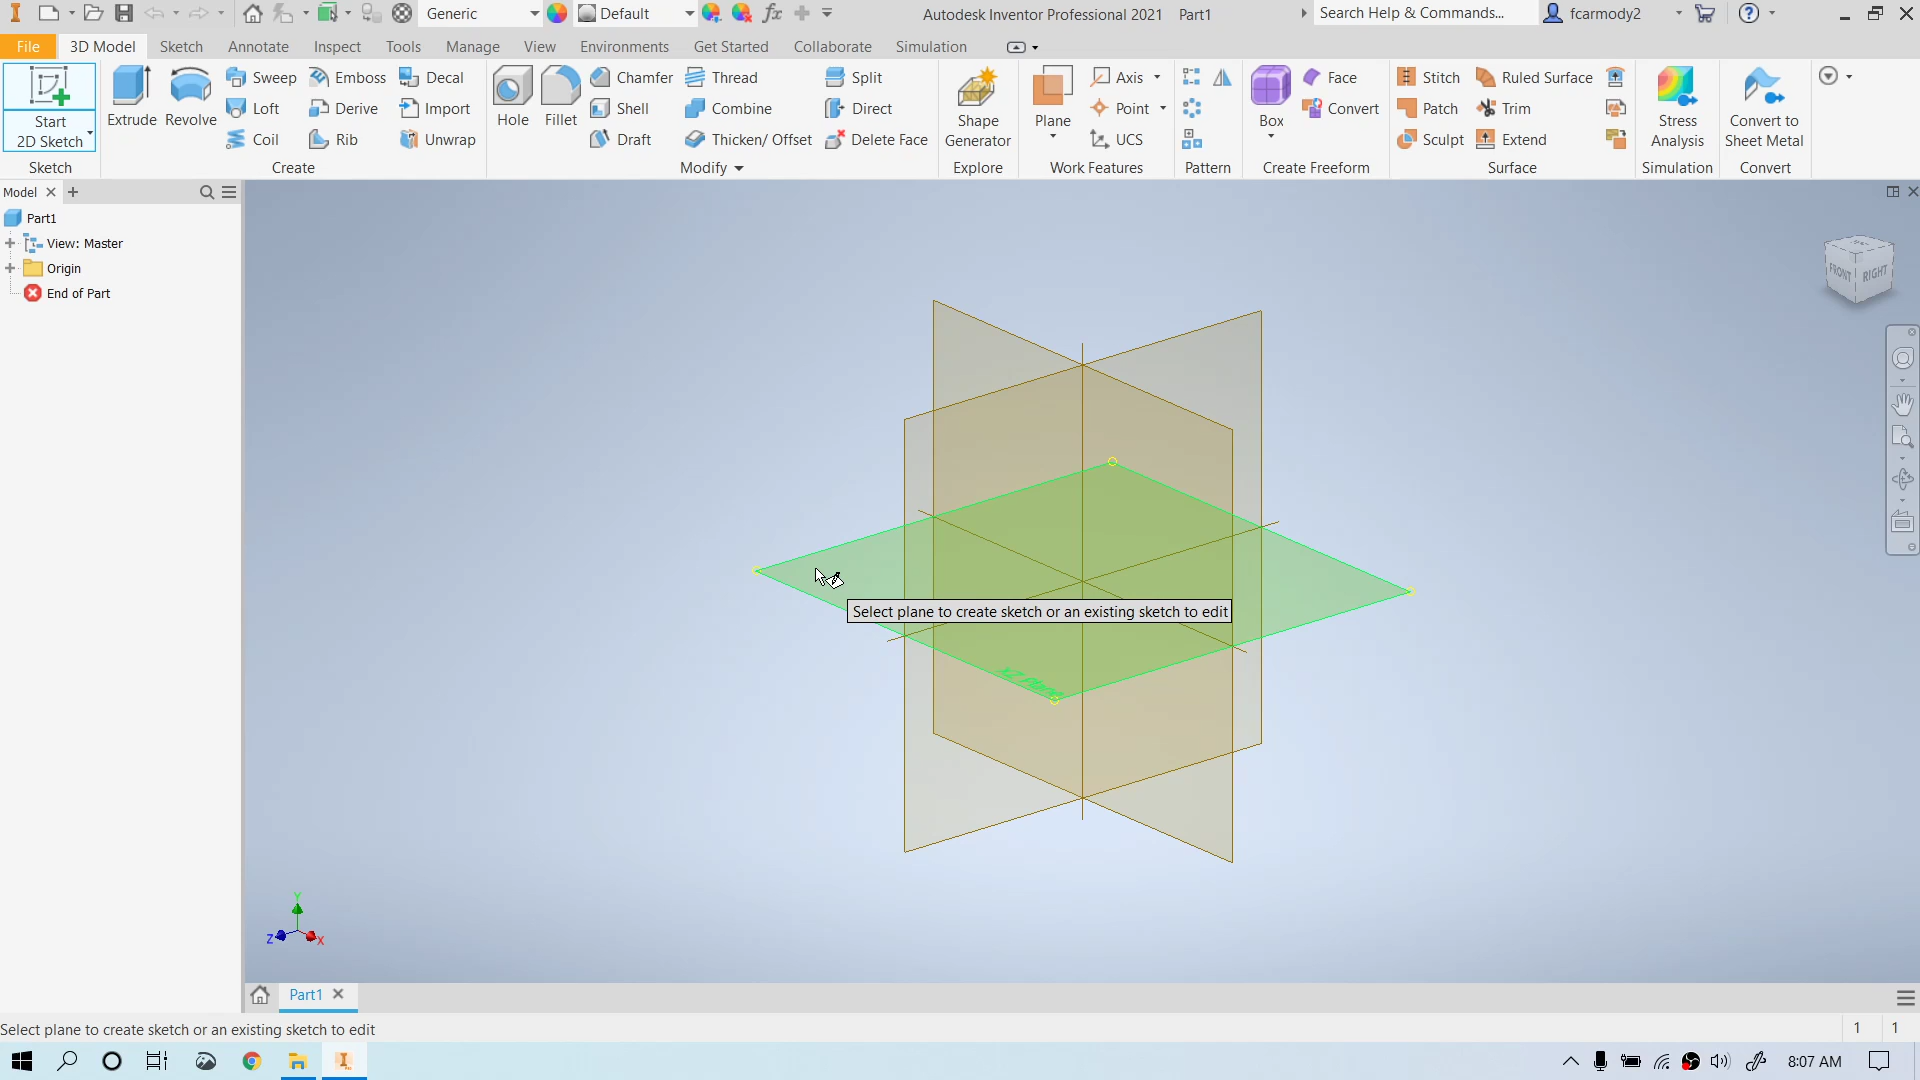 Generic
Default
Autodesk Inventor Professional 2021 Part1
Search Help & Commands...
fcarmody2
File
3D Model
Sketch
Annotate
Inspect
Tools
Manage
View
Environments
Get Started
Collaborate
Simulation
Start
2D Sketch
Sketch
Extrude
Revolve
Sweep
Loft
Coil
Emboss
Derive
Rib
Decal
Import
Unwrap
Create
Hole
Fillet
Chamfer
Shell
Draft
Thread
Combine
Thicken/ Offset
Split
Direct
Delete Face
Modify
Shape
Generator
Explore
Plane
Axis
Point
UCS
Work Features
Pattern
Box
Face
Convert
Create Freeform
Stitch
Patch
Sculpt
Ruled Surface
Trim
Extend
Surface
Stress
Analysis
Simulation
Convert to
Sheet Metal
Convert
Model
Part1
View: Master
Origin
End of Part
FRONT
RIGHT
Select plane to create sketch or an existing sketch to edit
XZ Plane
Y
Z
X
Part1
Select plane to create sketch or an existing sketch to edit
1 1
8:07 AM